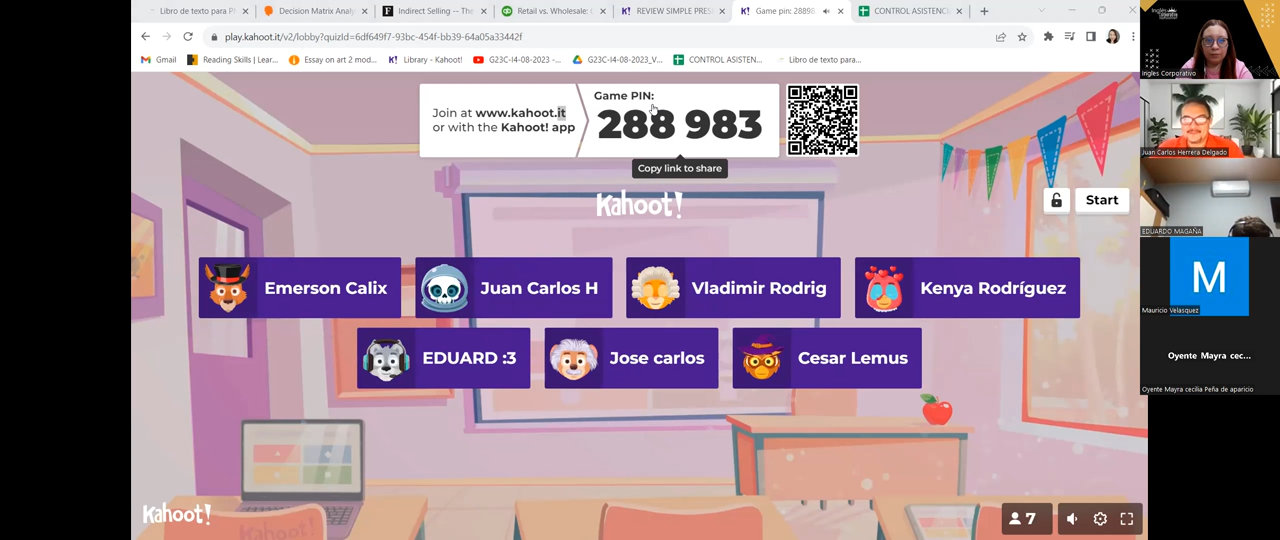 Libro de texto para P
Decision Matrix Anal
Indirect Selling -- The
Retail vs. Wholesale: 
REVIEW SIMPLE PRES
Game pin: 28898
CONTROL ASISTENC
play.kahoot.it/v2/lobby?quizId=6df649f7-93bc-454f-bb39-64a05a33442f
Gmail
Reading Skills | Lear...
Essay on art 2 mod...
Library - Kahoot!
G23C-I4-08-2023 -...
G23C-I4-08-2023_V...
CONTROL ASISTEN...
Libro de texto para...
Join at www.kahoot.it
or with the Kahoot! app
Game PIN:
288 983
Copy link to share
Kahoot!
Start
Emerson Calix
Juan Carlos H
Vladimir Rodrig
Kenya Rodríguez
EDUARD :3
Jose carlos
Cesar Lemus
Kahoot!
7
Inglés
Corporativo
Ingles Corporativo
Juan Carlos Herrera Delgado
EDUARDO MAGAÑA
M
Mauricio Velasquez
Oyente Mayra cec...
Oyente Mayra cecilia Peña de aparicio